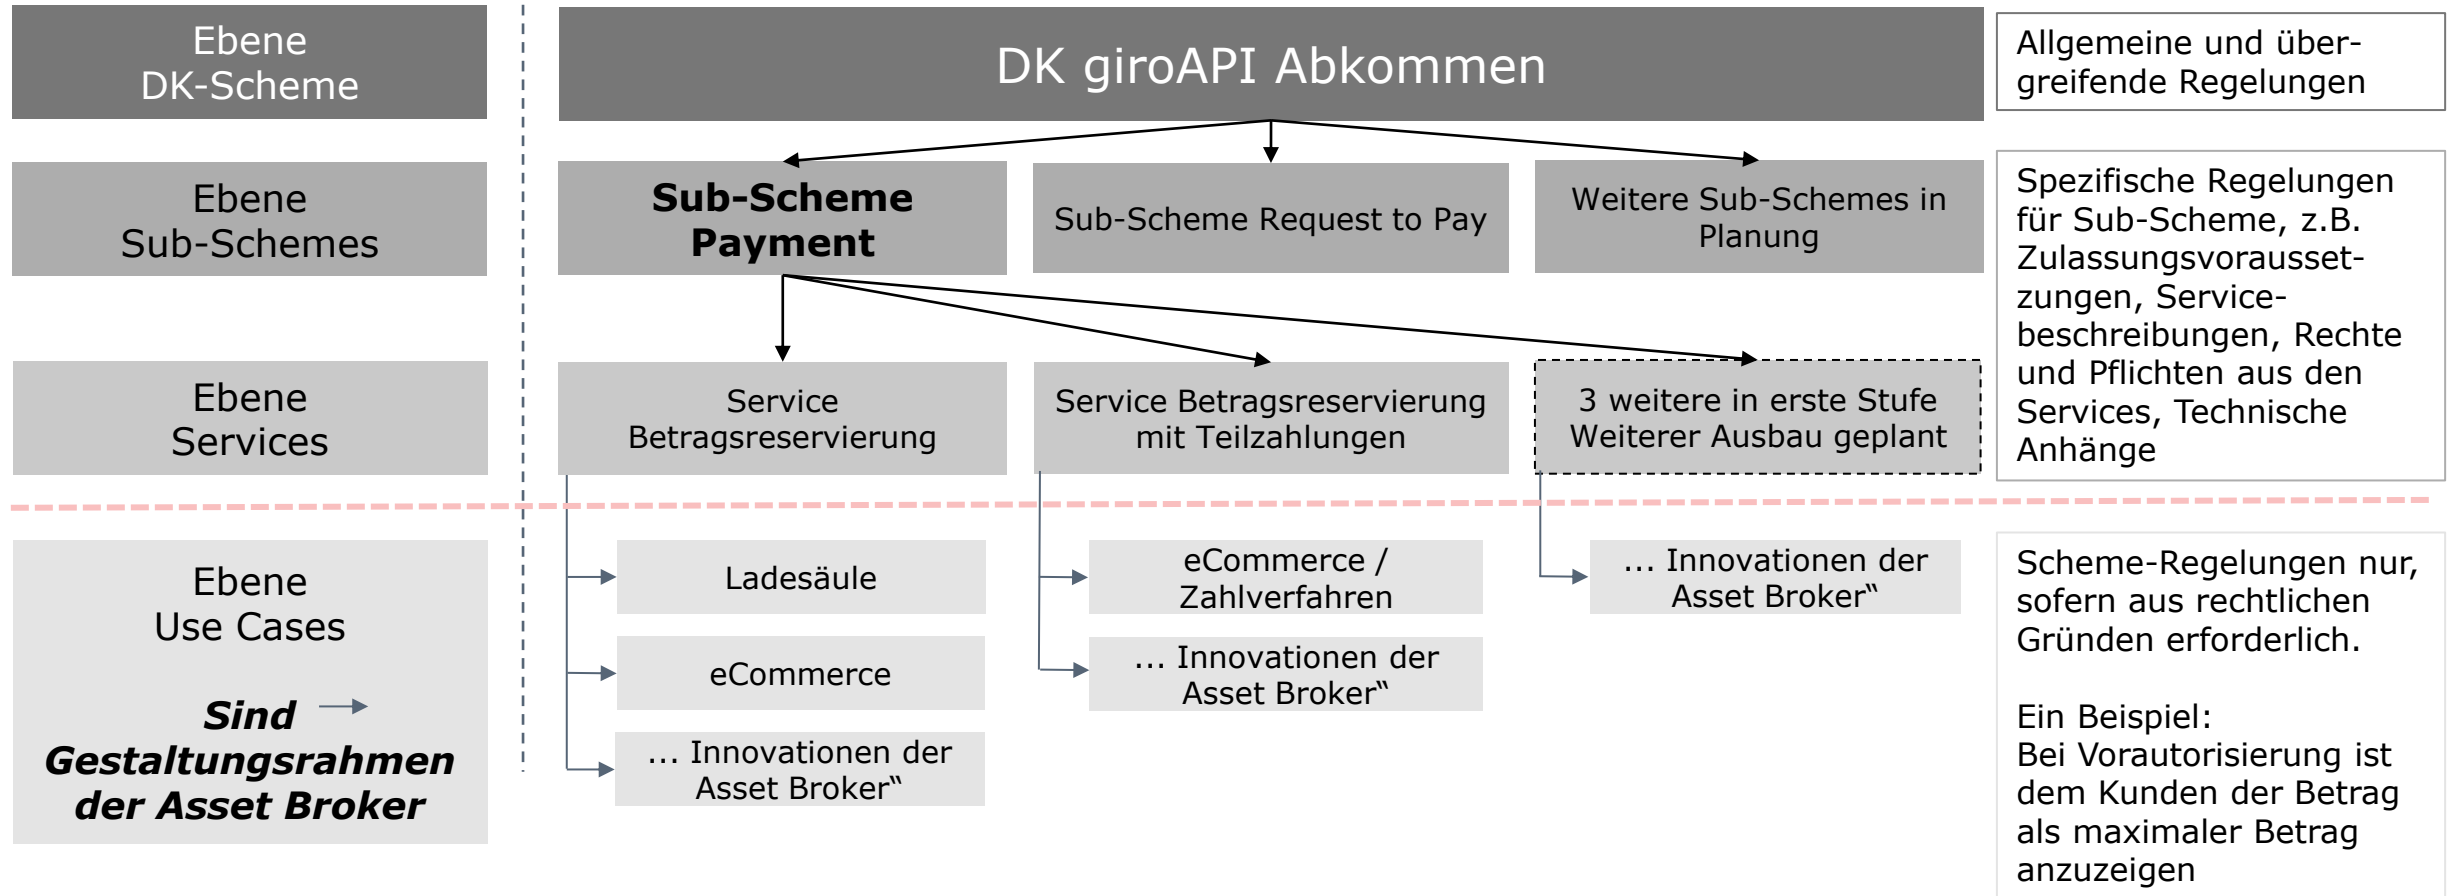 Ebene
DK-Scheme
DK giroAPI Abkommen
Allgemeine und über-
greifende Regelungen
Ebene
Sub-Schemes
Sub-Scheme
Payment
Sub-Scheme Request to Pay
Weitere Sub-Schemes in
Planung
Spezifische Regelungen
für Sub-Scheme, z.B.
Zulassungsvorausset-
zungen, Service-
beschreibungen, Rechte
und Pflichten aus den
Services, Technische
Anhänge
Ebene
Services
Service
Betragsreservierung
Service Betragsreservierung
mit Teilzahlungen
3 weitere in erste Stufe
Weiterer Ausbau geplant
Ebene
Use Cases
Sind
Gestaltungsrahmen
der Asset Broker
Ladesäule
eCommerce
... Innovationen der
Asset Broker“
eCommerce /
Zahlverfahren
... Innovationen der
Asset Broker“
... Innovationen der
Asset Broker“
Scheme-Regelungen nur,
sofern aus rechtlichen
Gründen erforderlich.
Ein Beispiel:
Bei Vorautorisierung ist
dem Kunden der Betrag
als maximaler Betrag
anzuzeigen